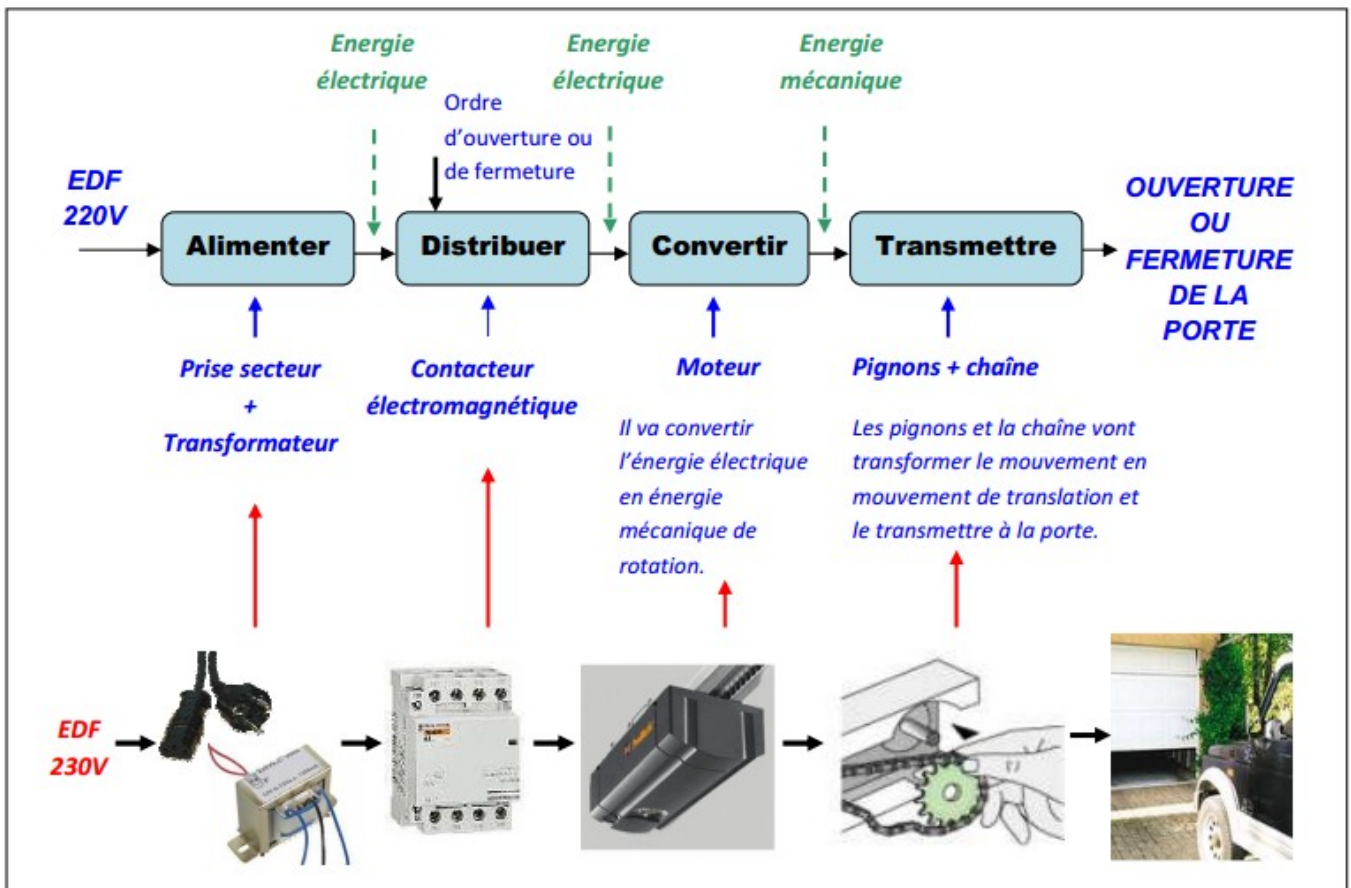 Energie
électrique
Energie
électrique
Energie
mécanique
Ordre
d'ouverture ou
de fermeture
EDF
220V
Alimenter
Distribuer
Convertir
Transmettre
OUVERTURE
OU
FERMETURE
DE LA
PORTE
Prise secteur
+
Transformateur
Contacteur
électromagnétique
Moteur
Il va convertir
l'énergie électrique
en énergie
mécanique de
rotation.
Pignons + chaîne
Les pignons et la chaîne vont
transformer le mouvement en
mouvement de translation et
le transmettre à la porte.
EDF
230V